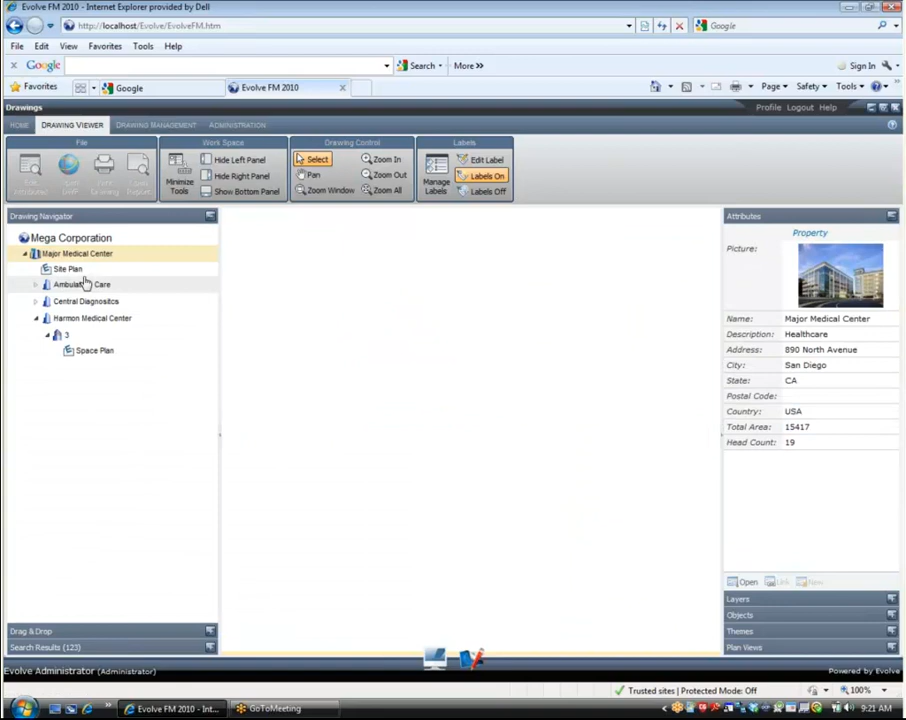 Evolve FM 2010 - Internet Explorer provided by Dell
http://localhost/Evolve/EvolveFM.htm
Google
File Edit View Favorites Tools Help
x Google Search More »
Sign In
Favorites Google Evolve FM 2010 x
Page Safety Tools
Drawings
Profile Logout Help
HOME DRAWING VIEWER DRAWING MANAGEMENT ADMINISTRATION
File Work Space Drawing Control Labels
Minimize Tools
Hide Left Panel
Hide Right Panel
Show Bottom Panel
Select Zoom In
Pan Zoom Out
Zoom Window Zoom All
Manage Labels
Edit Label
Labels On
Labels Off
Drawing Navigator
Mega Corporation
Major Medical Center
Site Plan
Care
Central Diagnositcs
Harmon Medical Center
3
Space Plan
Drag & Drop
Search Results (123)
Attributes
Property
Picture:
Name: Major Medical Center
Description: Healthcare
Address: 890 North Avenue
City: San Diego
State: CA
Postal Code:
Country: USA
Total Area: 15417
Head Count: 19
Open Link New
Layers
Objects
Themes
Plan Views
Evolve Administrator (Administrator)
Powered by Evolve
Trusted sites | Protected Mode: Off
100%
Evolve FM 2010 - Int...
GoToMeeting
9:21 AM